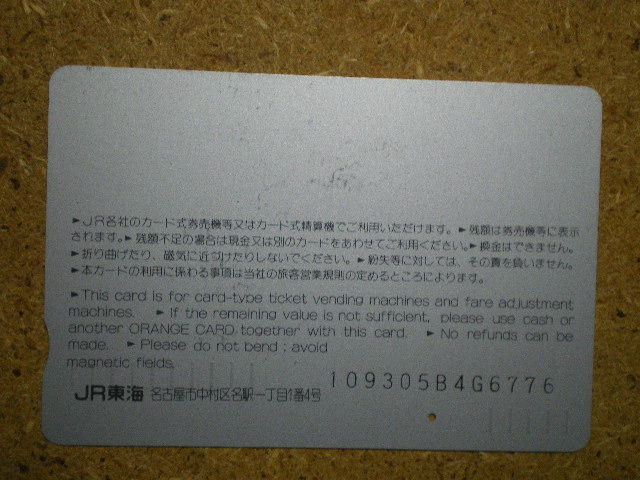 ►JR各社のカード式券売機等又はカード式精算機でご利用いただけます。►残額は券売機等に表示
されます。►残額不足の場合は現金又は別のカードをあわせてご利用ください。►換金はできません。
►折り曲げたり、磁気に近づけたりしないでください。►紛失等に対しては、その責を負いません。
►本カードの利用に係わる事項は当社の旅客営業規則の定めるところによります。
►This card is for card-type ticket vending machines and fare adjustment
machines. ►If the remaining value is not sufficient, please use cash or
another ORANGE CARD together with this card. ►No refunds can be
made. ►Please do not bend ; avoid
magnetic fields.
109305B4G6776
JR東海 名古屋市中村区名駅一丁目1番4号